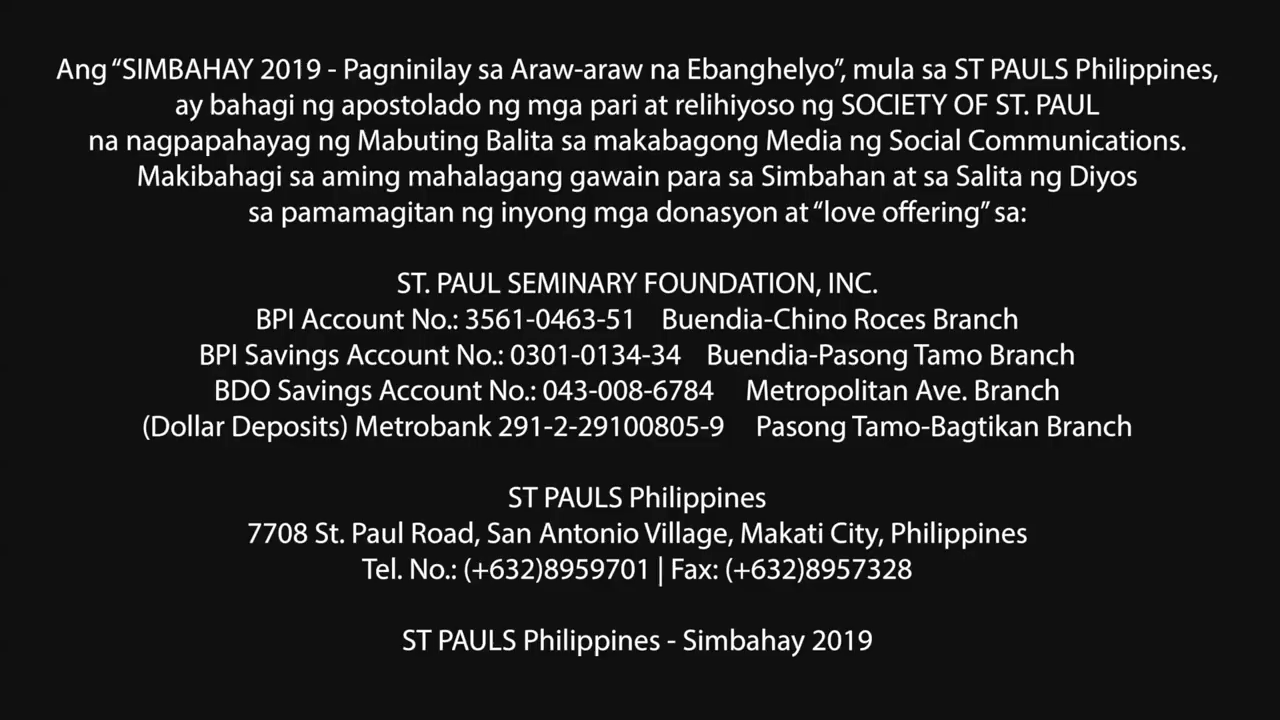 Ang “SIMBAHAY 2019 - Pagninilay sa Araw-araw na Ebanghelyo”, mula sa ST PAULS Philippines,
ay bahagi ng apostolado ng mga pari at relihiyoso ng SOCIETY OF ST. PAUL
na nagpapahayag ng Mabuting Balita sa makabagong Media ng Social Communications.
Makibahagi sa aming mahalagang gawain para sa Simbahan at sa Salita ng Diyos
sa pamamagitan ng inyong mga donasyon at “love offering” sa:
ST. PAUL SEMINARY FOUNDATION, INC.
BPI Account No.: 3561-0463-51 Buendia-Chino Roces Branch
BPI Savings Account No.: 0301-0134-34 Buendia-Pasong Tamo Branch
BDO Savings Account No.: 043-008-6784 Metropolitan Ave. Branch
(Dollar Deposits) Metrobank 291-2-29100805-9 Pasong Tamo-Bagtikan Branch
ST PAULS Philippines
7708 St. Paul Road, San Antonio Village, Makati City, Philippines
Tel. No.: (+632)8959701 | Fax: (+632)8957328
ST PAULS Philippines - Simbahay 2019